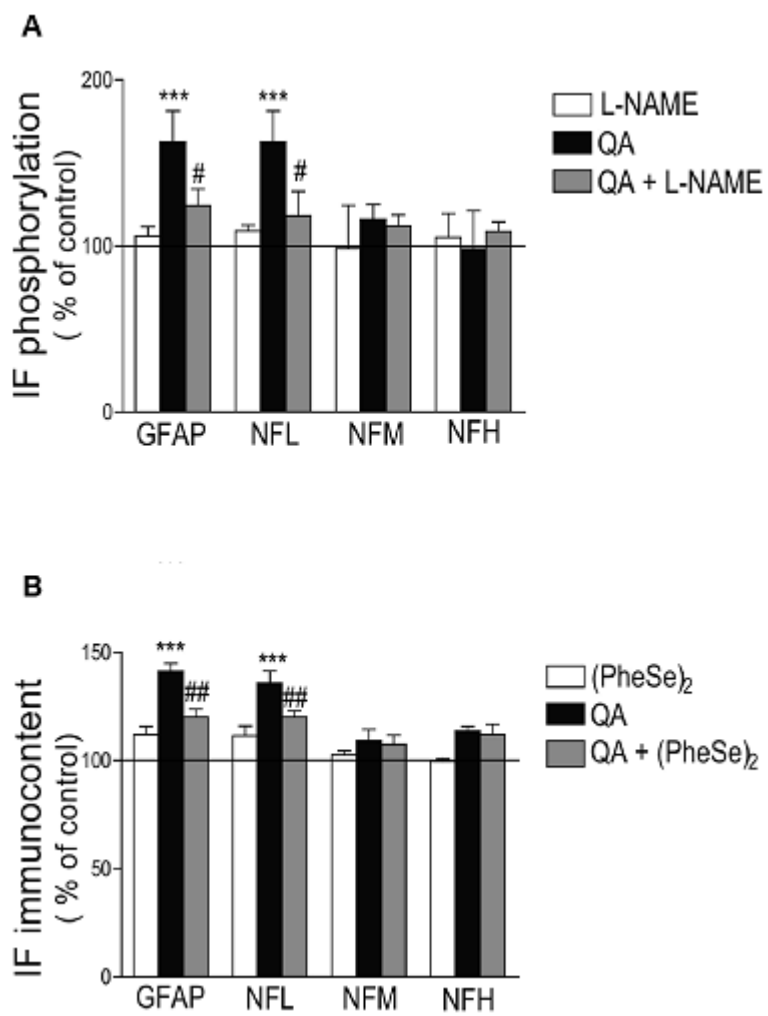 A
IF phosphorylation
( % of control)
200
100
0
***
#
***
#
GFAP NFL NFM NFH
L-NAME
QA
QA + L-NAME
B
IF immunocontent
( % of control)
150
100
50
0
***
##
***
##
GFAP NFL NFM NFH
(PheSe)₂
QA
QA + (PheSe)₂